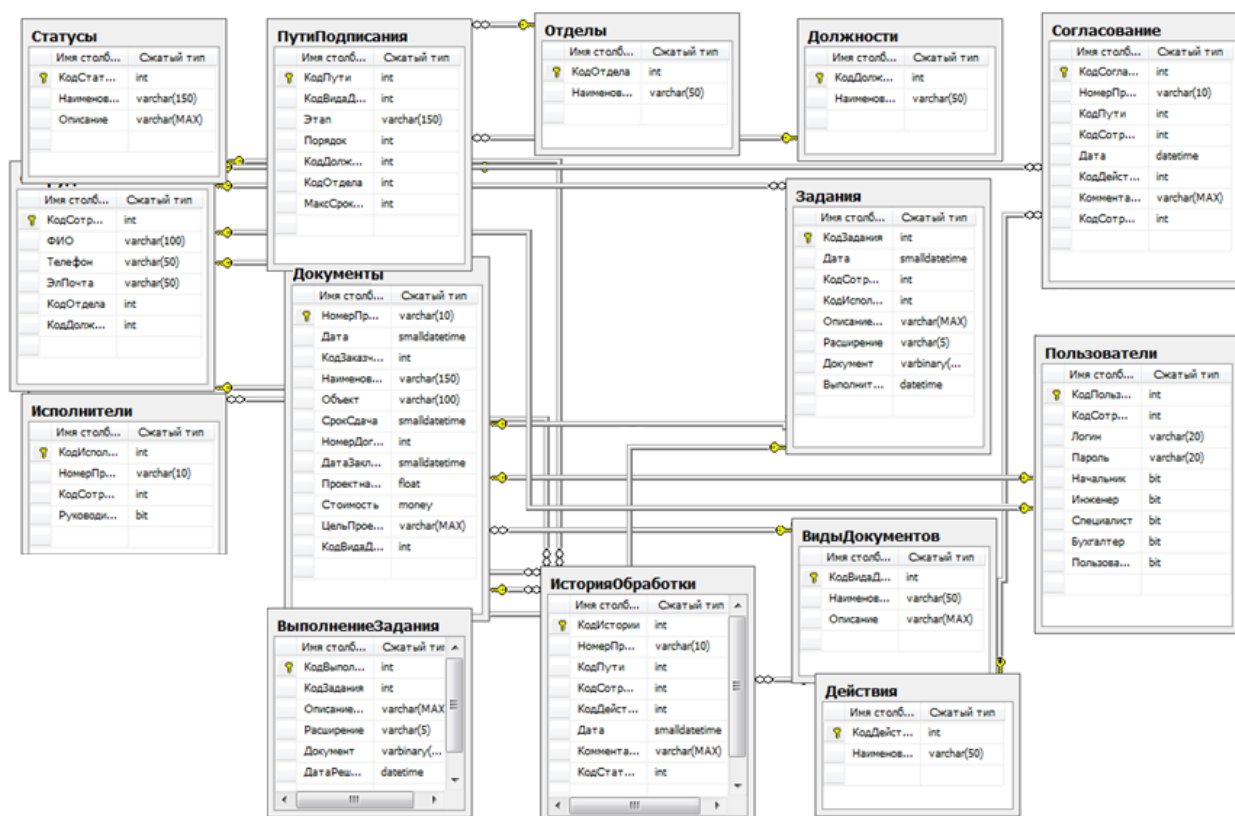 Статусы
Имя столб... Сжатый тип
КодСтат... int
Наименов... varchar(150)
Описание varchar(MAX)
ПутиПодписания
Имя столб... Сжатый тип
КодПути int
КодВидаД... int
Этап varchar(150)
Порядок int
КодДолж... int
КодОтдела int
МаксСрок... int
Отделы
Имя столб... Сжатый тип
КодОтдела int
Наименов... varchar(50)
Должности
Имя столб... Сжатый тип
КодДолж... int
Наименов... varchar(50)
Согласование
Имя столб... Сжатый тип
КодСогла... int
НомерПр... varchar(10)
КодПути int
КодСотр... int
Дата datetime
КодДейст... int
Коммента... varchar(MAX)
КодСотр... int
Имя столб... Сжатый тип
КодСотр... int
ФИО varchar(100)
Телефон varchar(50)
ЭлПочта varchar(50)
КодОтдела int
КодДолж... int
Документы
Имя столб... Сжатый тип
НомерПр... varchar(10)
Дата smalldatetime
КодЗаказч... int
Наименов... varchar(150)
Объект varchar(100)
СрокСдача smalldatetime
НомерДог... int
ДатаЗакл... smalldatetime
Проектна... float
Стоимость money
ЦельПрое... varchar(MAX)
КодВидаД... int
Задания
Имя столб... Сжатый тип
КодЗадания int
Дата smalldatetime
КодСотр... int
КодИспол... int
Описание... varchar(MAX)
Расширение varchar(5)
Документ varbinary(...
Выполнит... datetime
Пользователи
Имя столб... Сжатый тип
КодПольз... int
КодСотр... int
Логин varchar(20)
Пароль varchar(20)
Начальник bit
Инженер bit
Специалист bit
Бухгалтер bit
Пользова... bit
Исполнители
Имя столб... Сжатый тип
КодИспол... int
НомерПр... varchar(10)
КодСотр... int
Руководи... bit
ВидыДокументов
Имя столб... Сжатый тип
КодВидаД... int
Наименов... varchar(50)
Описание varchar(MAX)
ИсторияОбработки
Имя столб... Сжатый тип
КодИстории int
НомерПр... varchar(10)
КодПути int
КодСотр... int
КодДейст... int
Дата smalldatetime
Коммента... varchar(MAX)
КодСтат... int
ВыполнениеЗадания
Имя столб... Сжатый тип
КодВыпол... int
КодЗадания int
Описание... varchar(MAX
Расширение varchar(5)
Документ varbinary(...
ДатаРеш... datetime
Действия
Имя столб... Сжатый тип
КодДейст... int
Наименов... varchar(50)